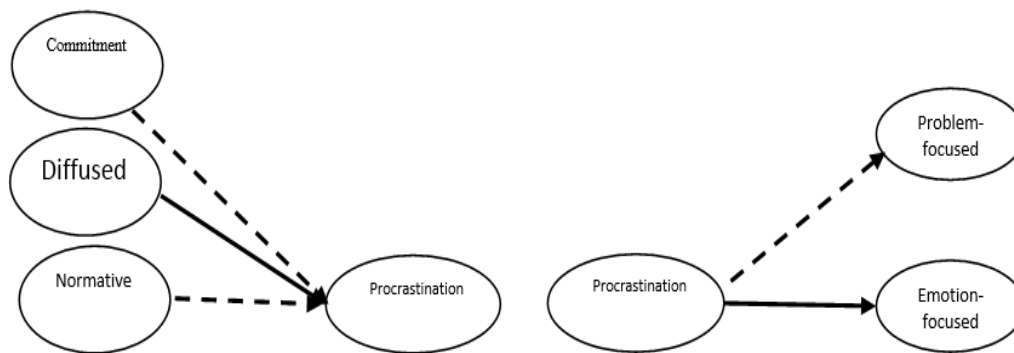 Commitment
Diffused
Normative
Procrastination
Procrastination
Problem-
focused
Emotion-
focused